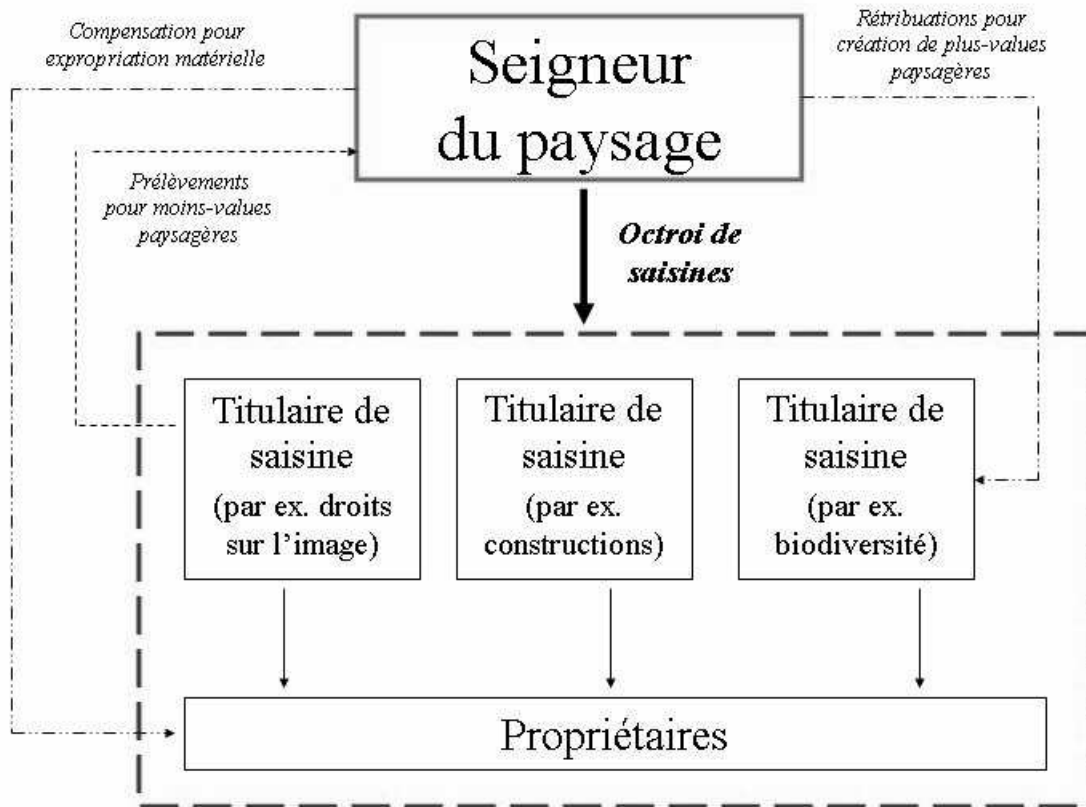 Compensation pour
expropriation matérielle
Seigneur
du paysage
Rétribuations pour
création de plus-values
paysagères
Prélèvements
pour moins-values
paysagères
Octroi de
saisines
Titulaire de
saisine
(par ex. droits
sur l'image)
Titulaire de
saisine
(par ex.
constructions)
Titulaire de
saisine
(par ex.
biodiversité)
Propriétaires